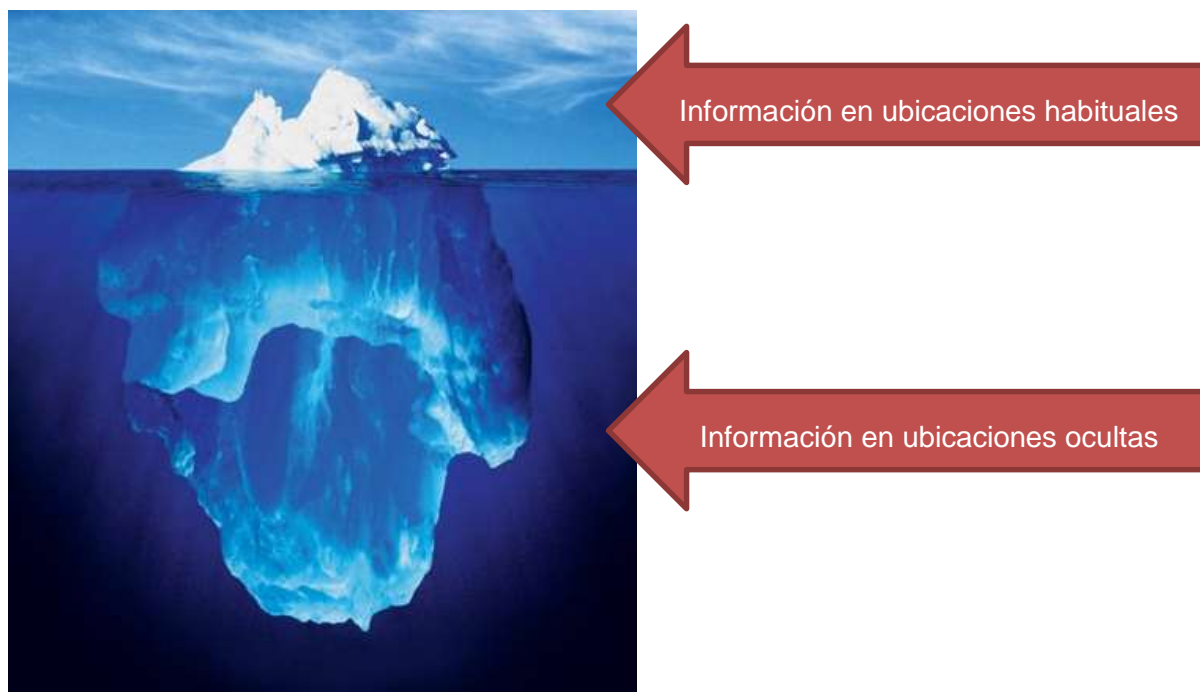 Información en ubicaciones habituales
Información en ubicaciones ocultas